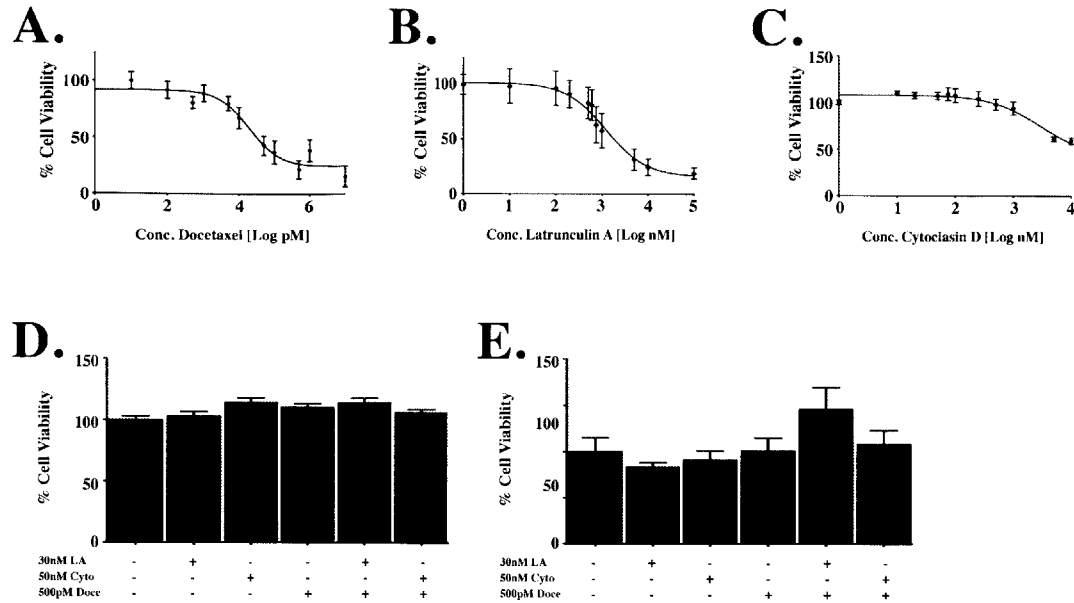 A.
% Cell Viability
100
50
0
0 2 4 6
Conc. Docetaxel [Log pM]
B.
% Cell Viability
100
50
0
0 1 2 3 4 5
Conc. Latrunculin A [Log nM]
C.
% Cell Viability
150
100
50
0
0 1 2 3 4
Conc. Cytoclasin D [Log nM]
D.
% Cell Viability
150
100
50
0
30nM LA - + - - + -
50nM Cyto - - + - - +
500pM Doce - - - + + +
E.
% Cell Viability
150
100
50
0
30nM LA - + - - + -
50nM Cyto - - + - - +
500pM Doce - - - + + +